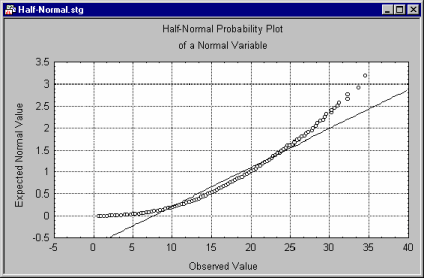 Half-Normal.stg
Half-Normal Probability Plot
of a Normal Variable
Expected Normal Value
3.5
3
2.5
2
1.5
1
0.5
0
-0.5
-5 0 5 10 15 20 25 30 35 40
Observed Value